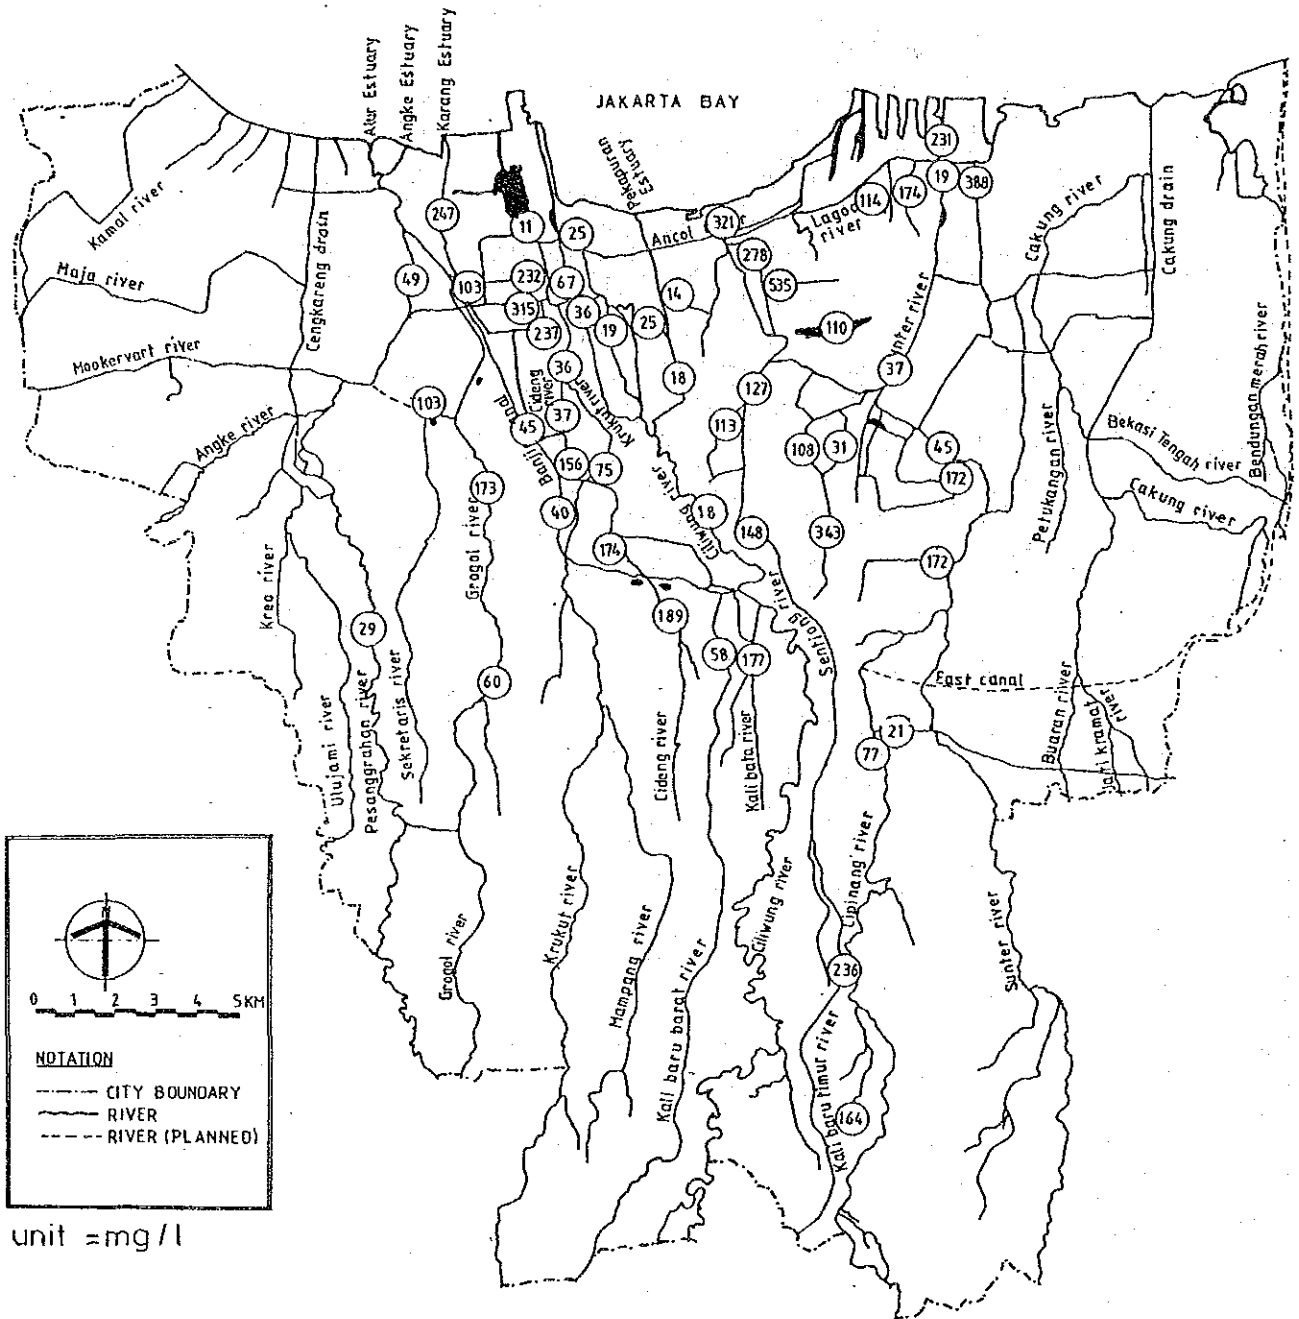 Alur Estuary
Angke Estuary
Karang Estuary
JAKARTA BAY
Pekapuran
Estuary
231
19
388
174
114
Lagoa
river
Kamal river
247
11
25
321
Ancol
278
535
Cakung river
Cakung drain
Maja river
Cengkareng drain
49
103
232
67
315
36
237
19
25
14
110
Bendungan merah river
Mookervart river
36
18
127
37
103
Cideng
river
Krukut river
37
45
113
108
31
45
Angke river
Banjir
156
75
172
Petukangan river
Bekasi Tengah river
Cakung river
173
40
18
Ciliwung river
148
343
Grogol river
174
172
Krea river
29
189
Sentiong river
58
177
60
East canal
Ulujami river
Pesanggrahan river
Sekretaris river
Cideng river
Kali bata river
21
77
Buaran river
Jati kramat
river
Krukut river
Mampang river
Kali baru barat river
Ciliwung river
Cipinang river
Sunter river
Grogol river
236
Kali baru timur river
164
N
0 1 2 3 4 5 KM
NOTATION
CITY BOUNDARY
RIVER
RIVER (PLANNED)
unit = mg/l